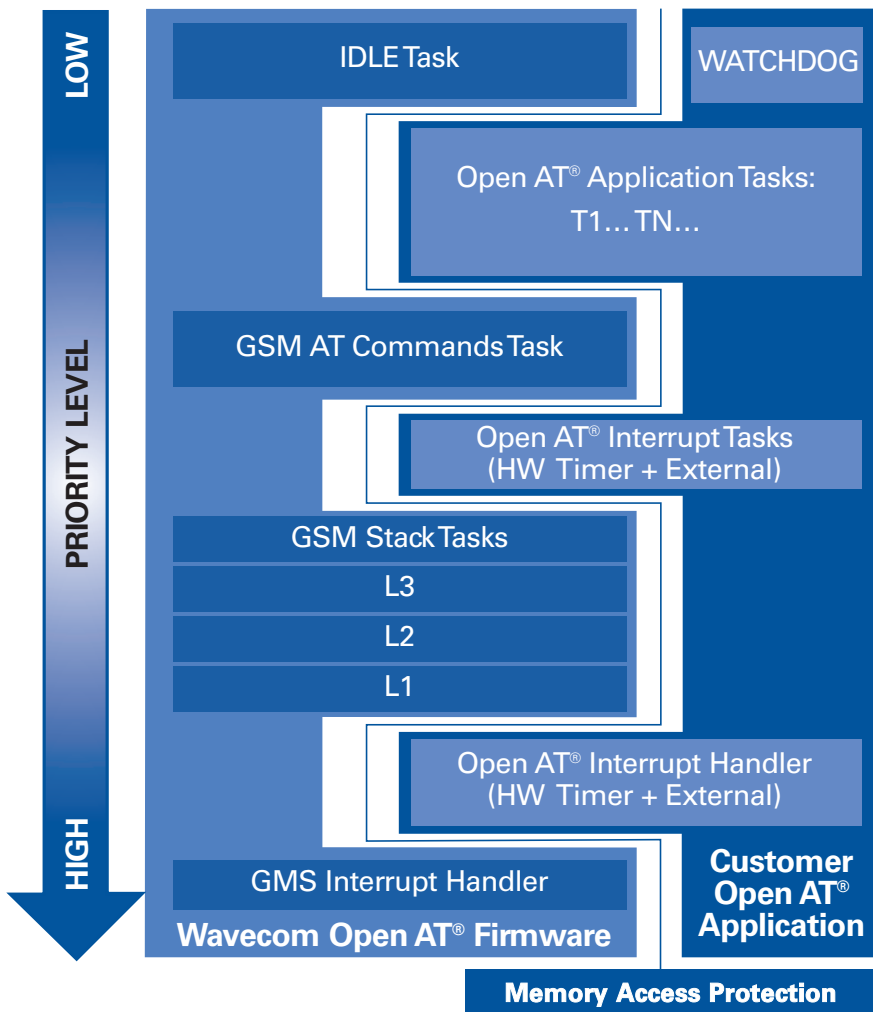 LOW
PRIORITY LEVEL
HIGH
IDLE Task
WATCHDOG
Open AT® Application Tasks:
T1... TN...
GSM AT Commands Task
Open AT® Interrupt Tasks
(HW Timer + External)
GSM Stack Tasks
L3
L2
L1
Open AT® Interrupt Handler
(HW Timer + External)
GMS Interrupt Handler
Wavecom Open AT® Firmware
Customer
Open AT®
Application
Memory Access Protection